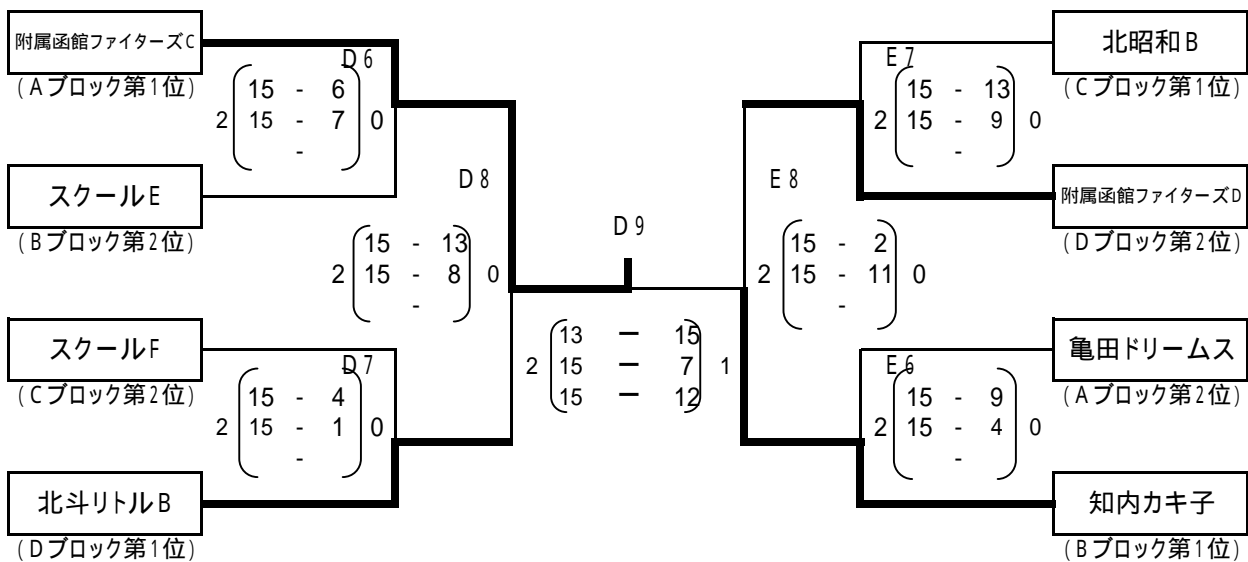 附属函館ファイターズC
(Aブロック第1位)
D6
15 - 6
2 15 - 7 0
-
スクールE
(Bブロック第2位)
D8
15 - 13
2 15 - 8 0
-
スクールF
(Cブロック第2位)
D7
15 - 4
2 15 - 1 0
-
北斗リトルB
(Dブロック第1位)
D9
13 ー 15
2 15 ー 7 1
15 ー 12
北昭和B
(Cブロック第1位)
E7
15 - 13
2 15 - 9 0
-
附属函館ファイターズD
(Dブロック第2位)
E8
15 - 2
2 15 - 11 0
-
亀田ドリームス
(Aブロック第2位)
E6
15 - 9
2 15 - 4 0
-
知内カキ子
(Bブロック第1位)